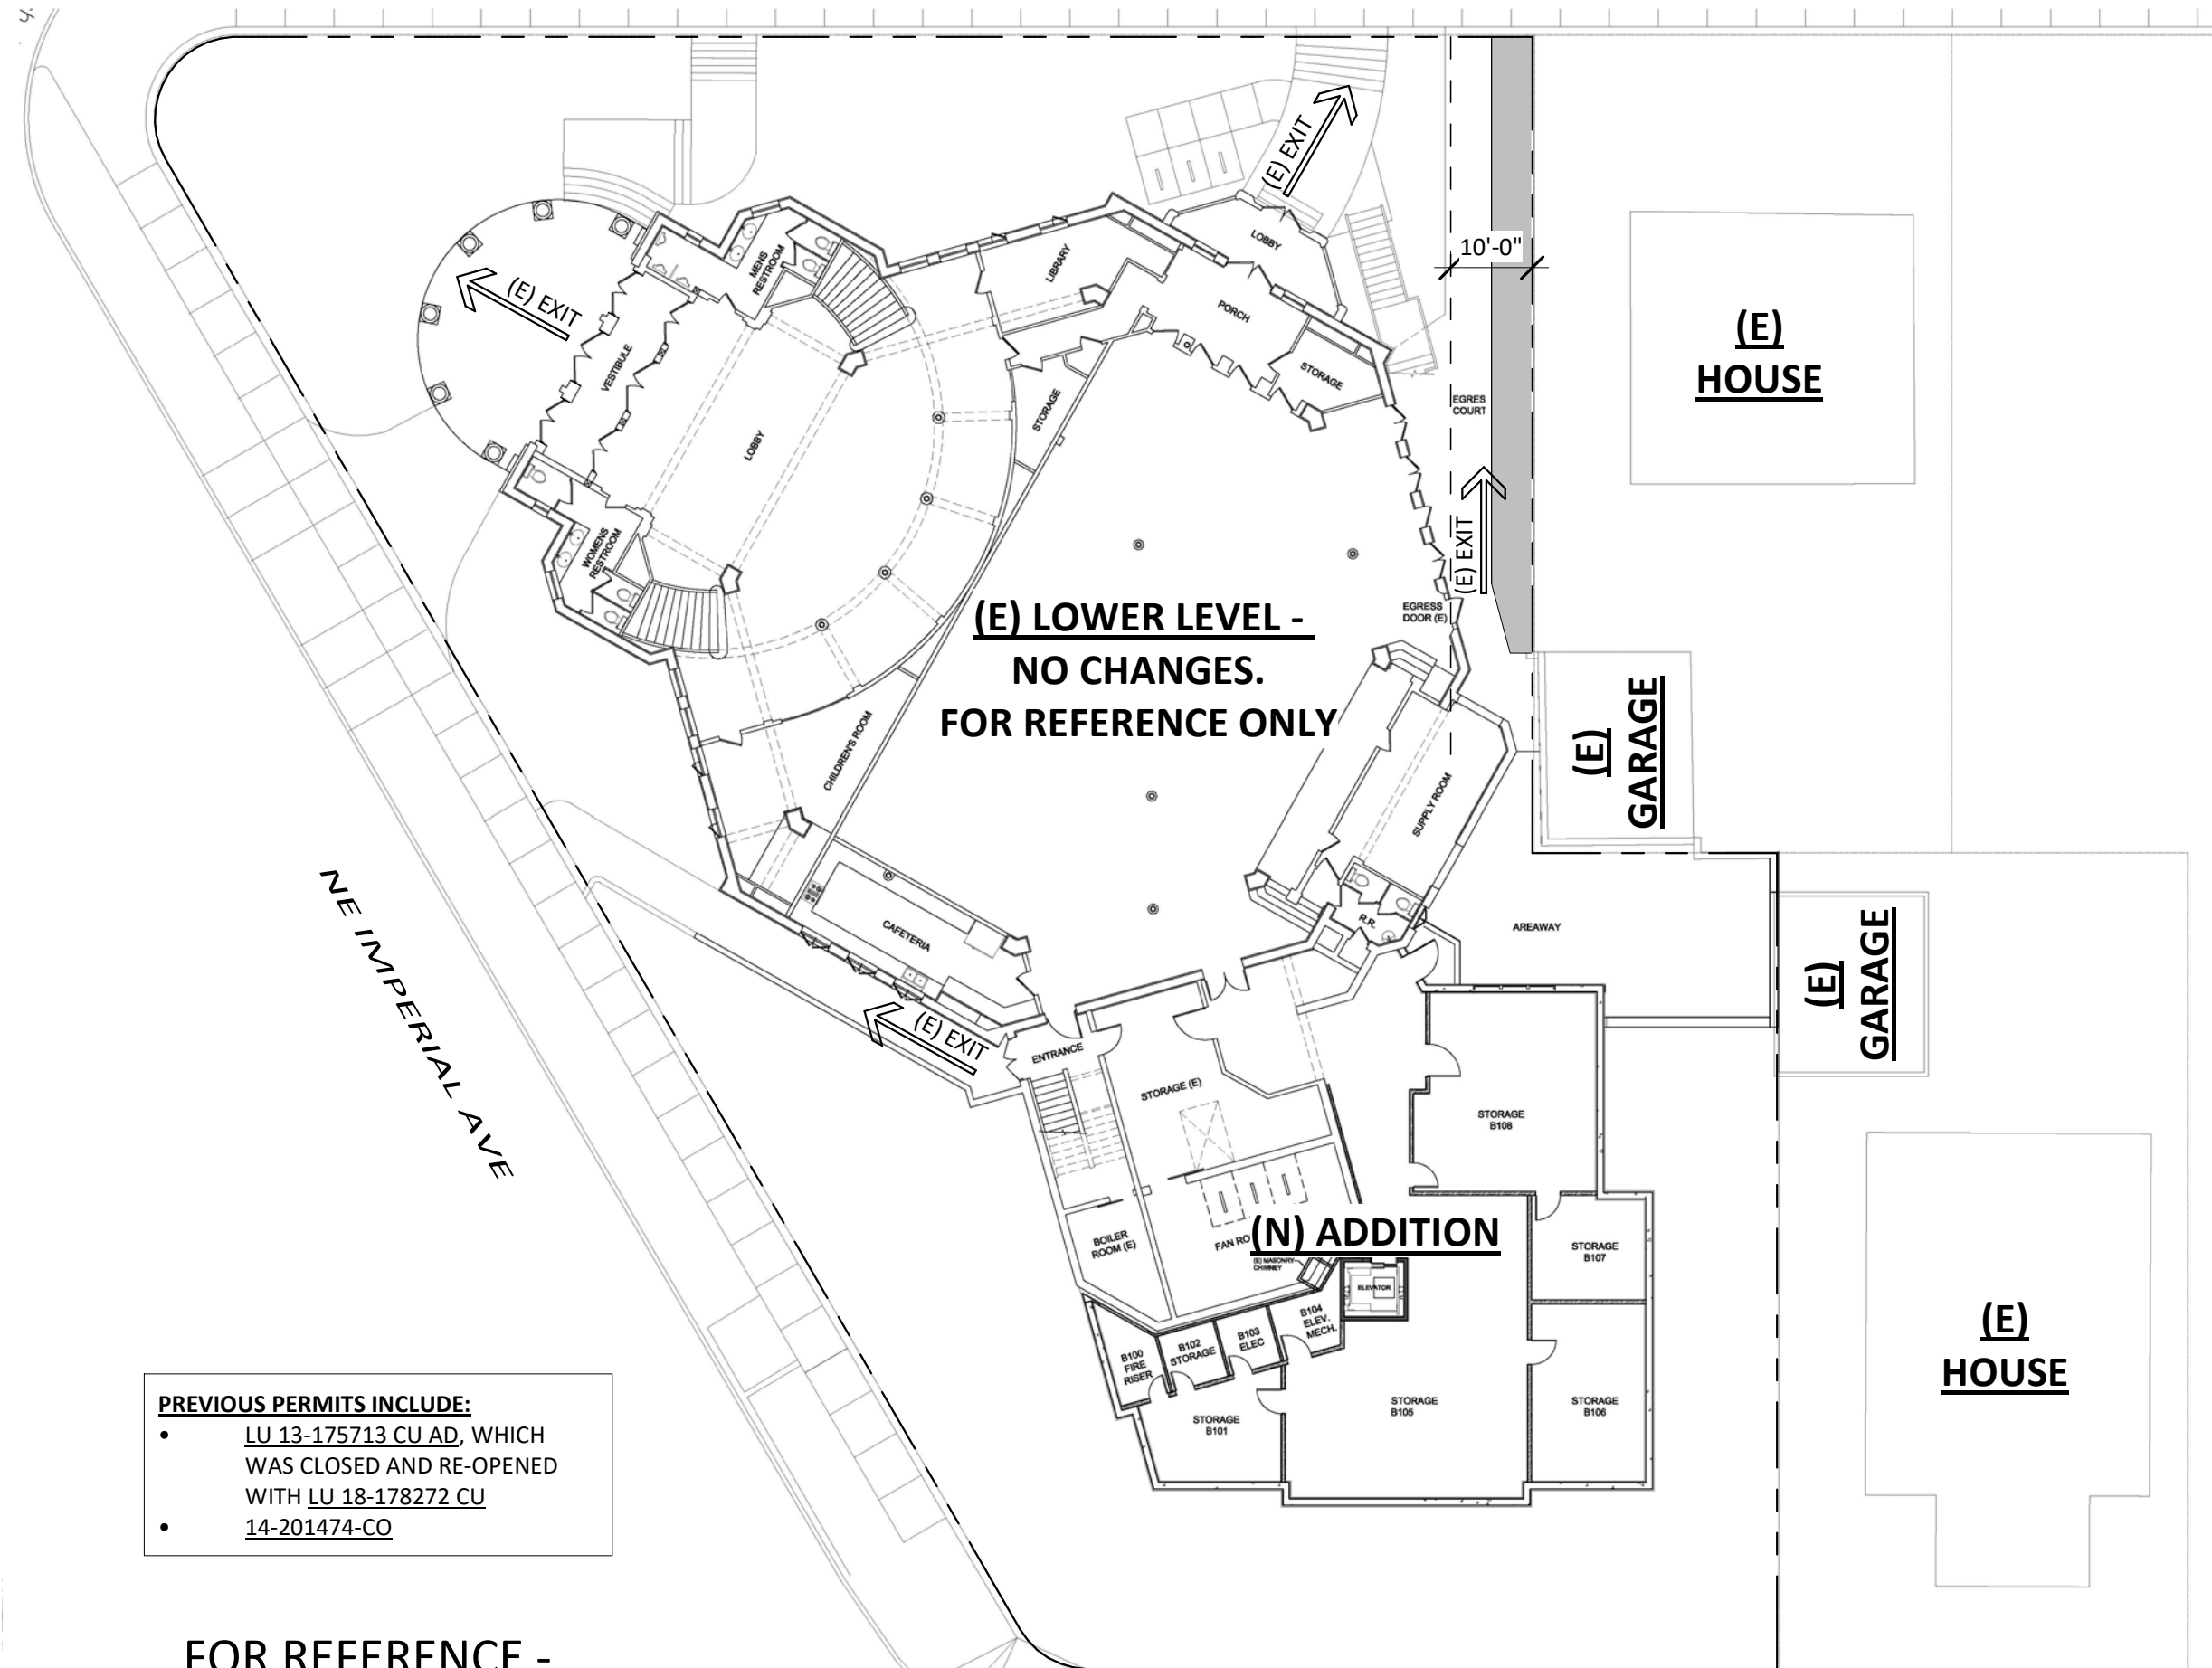 (E) EXIT
10'-0"
MENS
RESTROOM
LIBRARY
LOBBY
(E)
HOUSE
(E) EXIT
PORCH
VESTIBULE
STORAGE
EGRES
COURT
STORAGE
LOBBY
(E) EXIT
WOMENS
RESTROOM
(E) LOWER LEVEL -
NO CHANGES.
FOR REFERENCE ONLY
EGRESS
DOOR (E)
(E)
GARAGE
CHILDREN'S ROOM
SUPPLY ROOM
NE IMPERIAL AVE
CAFETERIA
R.R.
AREAWAY
(E)
GARAGE
(E) EXIT
ENTRANCE
STORAGE (E)
STORAGE
B108
BOILER
ROOM (E)
FAN RO
(N) ADDITION
(E) MASONRY
CHIMNEY
STORAGE
B107
ELEVATOR
B104
ELEV.
MECH.
B103
ELEC
B102
STORAGE
B100
FIRE
RISER
(E)
HOUSE
STORAGE
B101
STORAGE
B105
STORAGE
B106
PREVIOUS PERMITS INCLUDE:
• LU 13-175713 CU AD, WHICH
WAS CLOSED AND RE-OPENED
WITH LU 18-178272 CU
• 14-201474-CO
FOR REFERENCE -